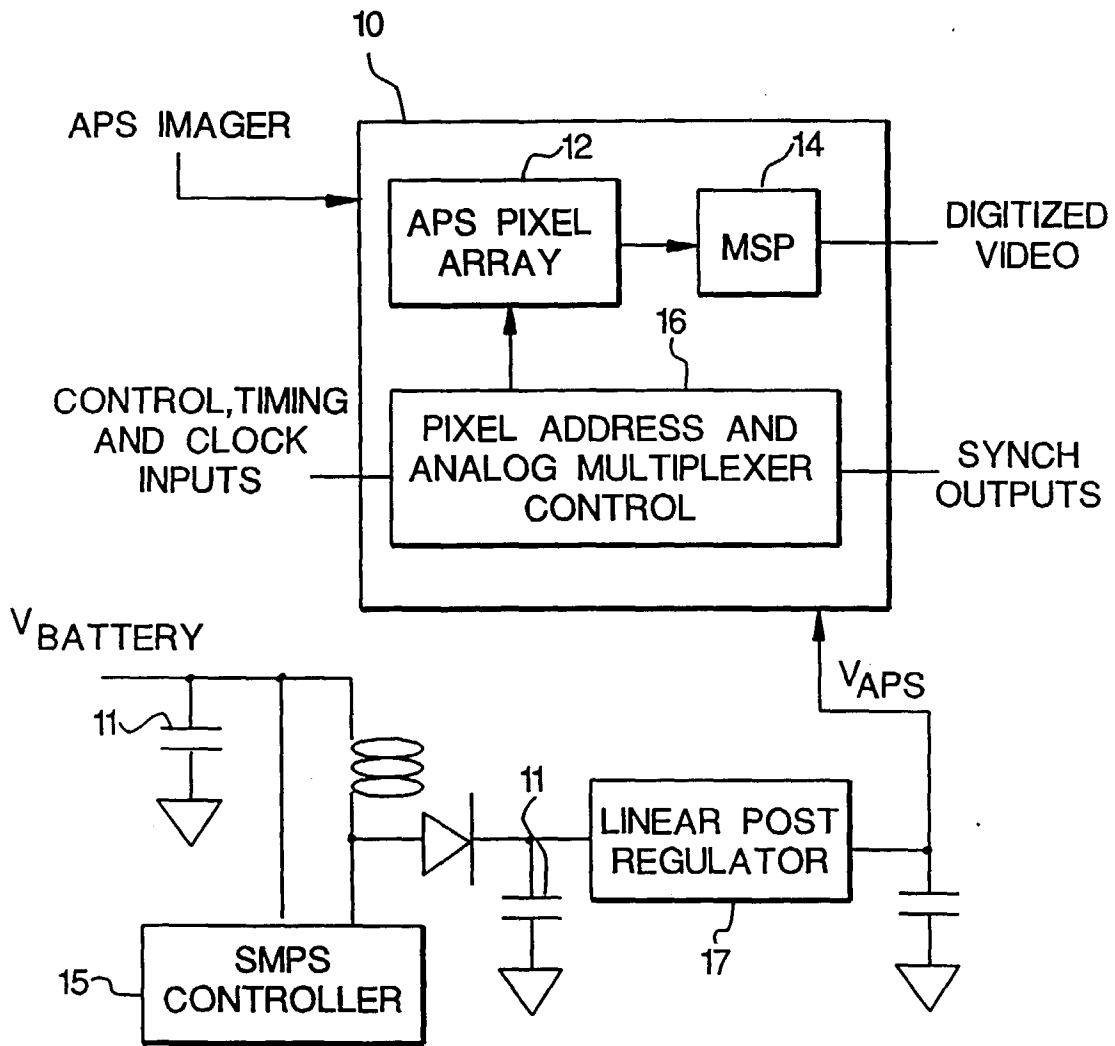 10
APS IMAGER
12
14
APS PIXEL
ARRAY
MSP
DIGITIZED
VIDEO
16
CONTROL,TIMING
AND CLOCK
INPUTS
PIXEL ADDRESS AND
ANALOG MULTIPLEXER
CONTROL
SYNCH
OUTPUTS
VBATTERY
VAPS
11
11
LINEAR POST
REGULATOR
17
SMPS
CONTROLLER
15